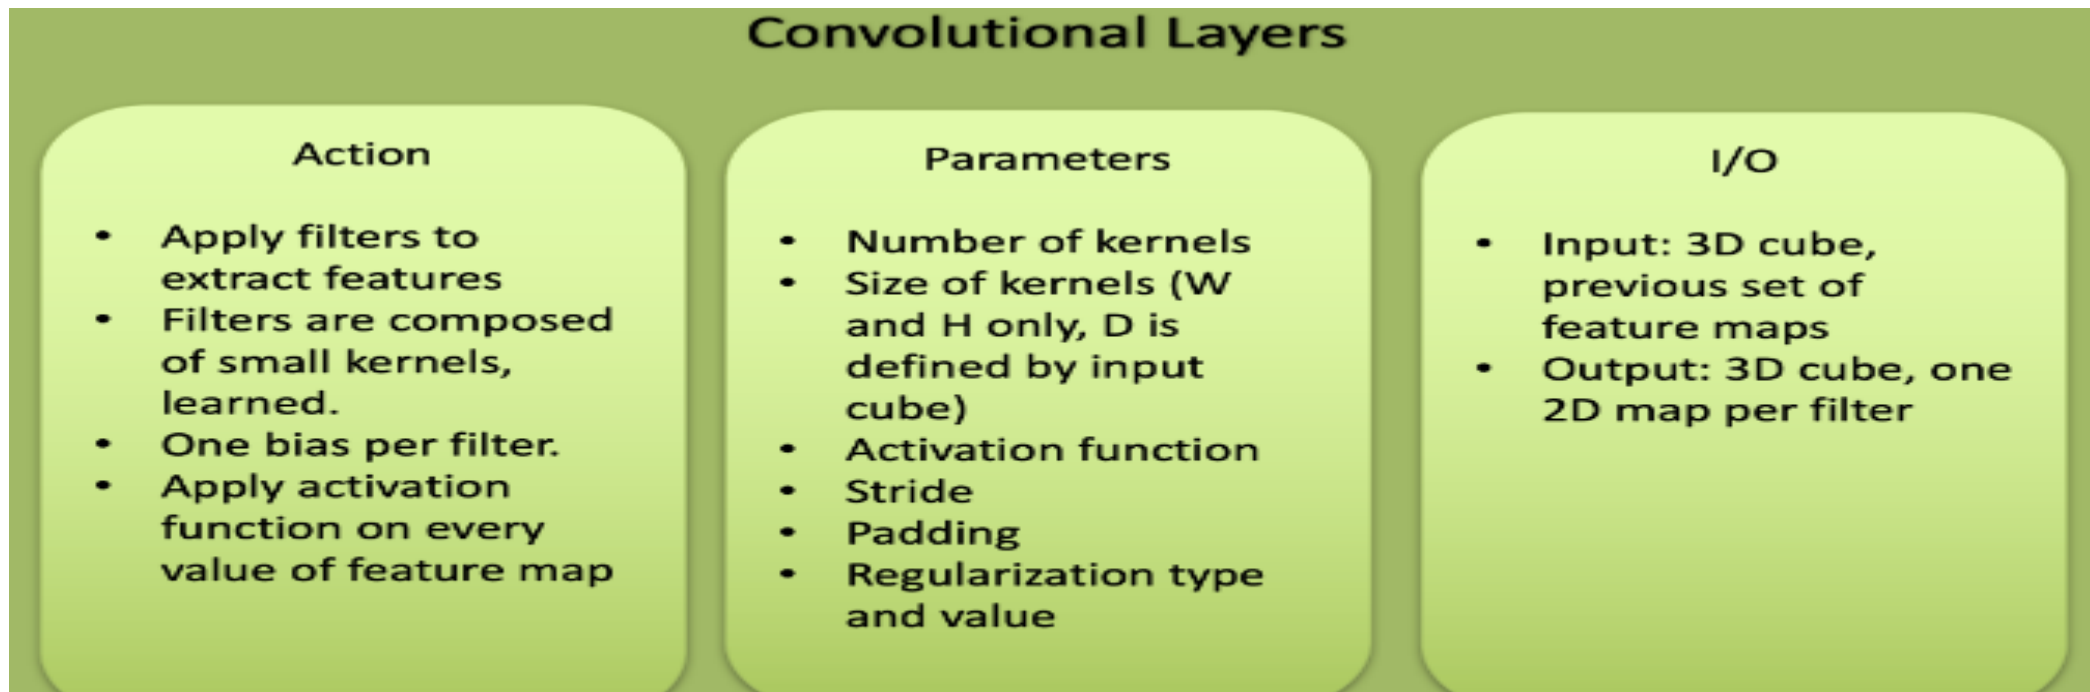 Convolutional Layers
Action
• Apply filters to
extract features
• Filters are composed
of small kernels,
learned.
• One bias per filter.
• Apply activation
function on every
value of feature map
Parameters
• Number of kernels
• Size of kernels (W
and H only, D is
defined by input
cube)
• Activation function
• Stride
• Padding
• Regularization type
and value
I/O
• Input: 3D cube,
previous set of
feature maps
• Output: 3D cube, one
2D map per filter